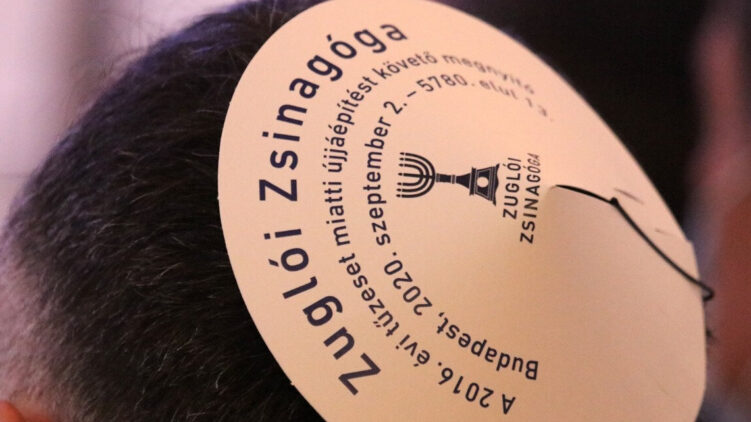 Zuglói Zsinagóga
A 2016. évi tűzeset miatti újjáépítést követő megnyitó
Budapest, 2020. szeptember 2. – 5780. elul 13.
ZUGLÓI
ZSINAGÓGA